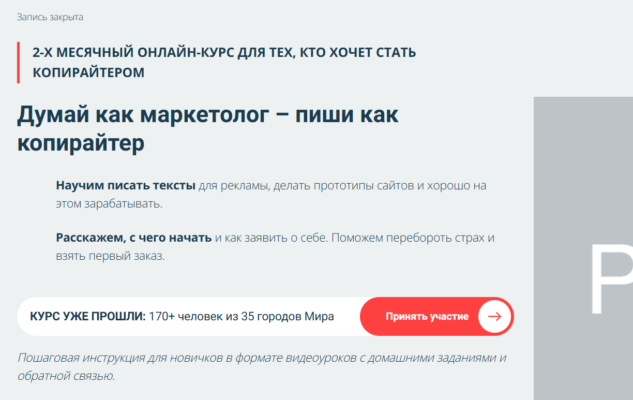 Запись закрыта
2-Х МЕСЯЧНЫЙ ОНЛАЙН-КУРС ДЛЯ ТЕХ, КТО ХОЧЕТ СТАТЬ
КОПИРАЙТЕРОМ
Думай как маркетолог – пиши как
копирайтер
Научим писать тексты для рекламы, делать прототипы сайтов и хорошо на
этом зарабатывать.
Расскажем, с чего начать и как заявить о себе. Поможем перебороть страх и
взять первый заказ.
КУРС УЖЕ ПРОШЛИ: 170+ человек из 35 городов Мира
Принять участие
Пошаговая инструкция для новичков в формате видеоуроков с домашними заданиями и
обратной связью.